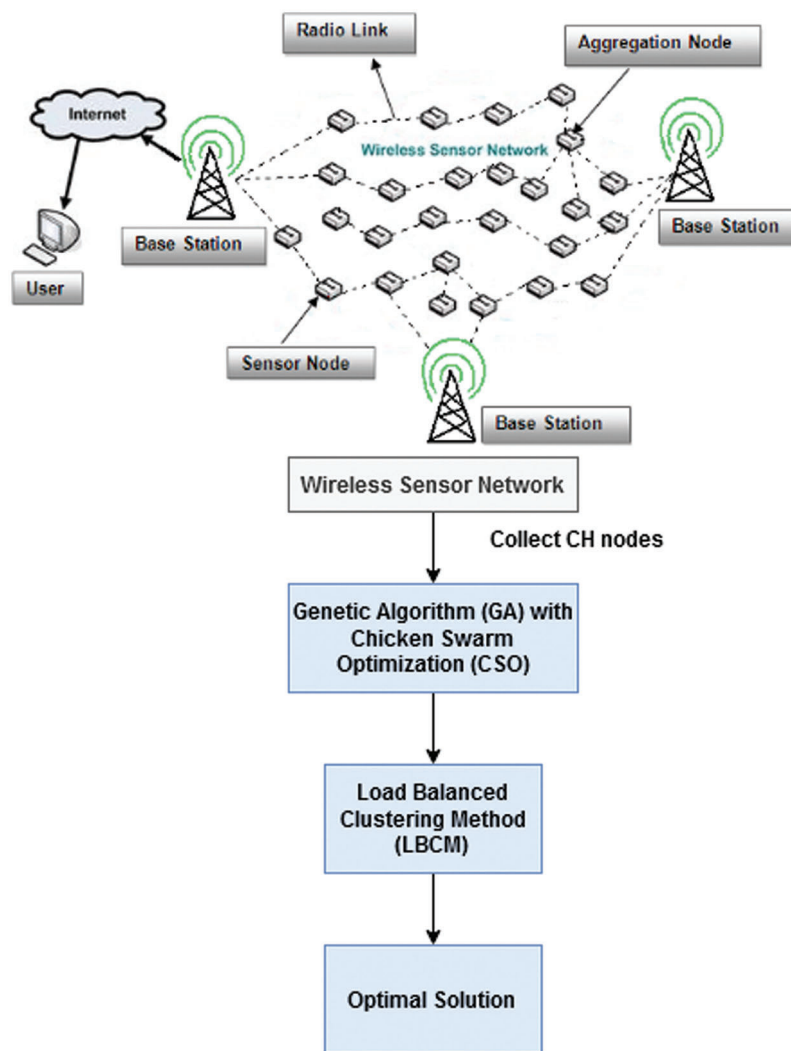 Radio Link
Aggregation Node
Internet
Wireless Sensor Network
Base Station
Base Station
User
Sensor Node
Base Station
Wireless Sensor Network
Collect CH nodes
Genetic Algorithm (GA) with
Chicken Swarm
Optimization (CSO)
Load Balanced
Clustering Method
(LBCM)
Optimal Solution